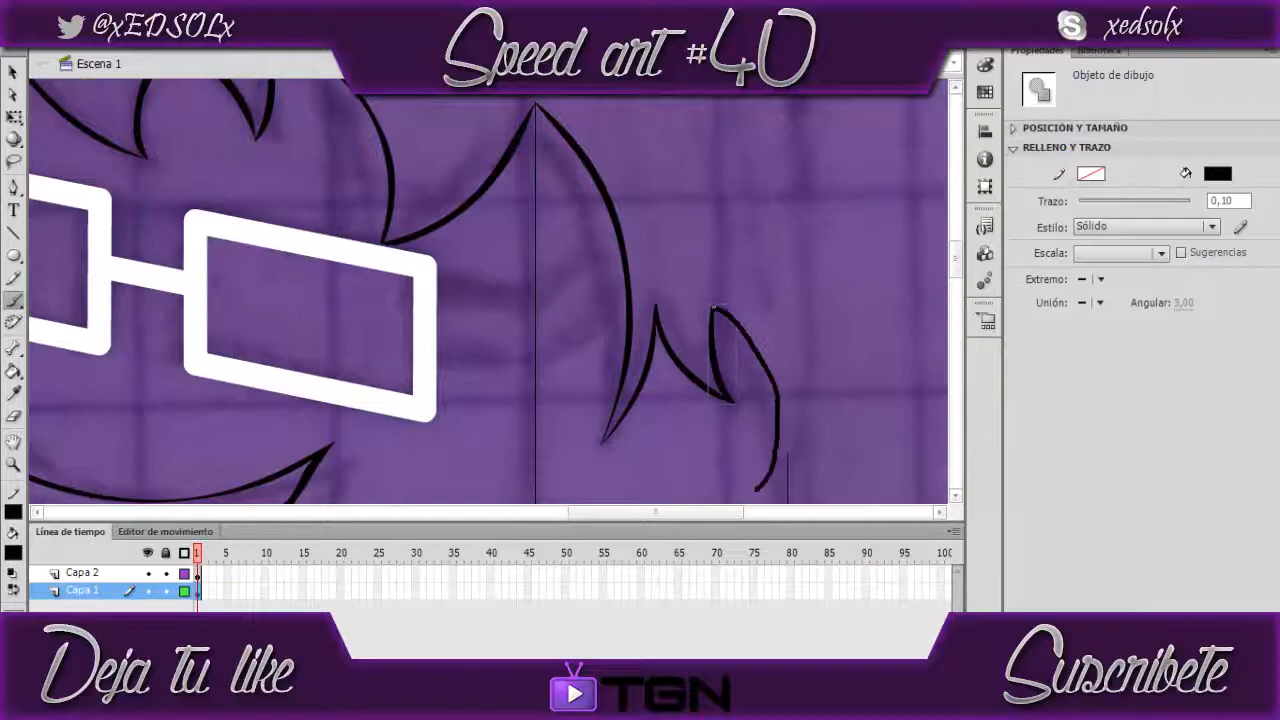 @xEDSOLx
Speed art #40
xedsolx
Escena 1
Propiedades Biblioteca
Objeto de dibujo
POSICIÓN Y TAMAÑO
RELLENO Y TRAZO
Trazo: 0,10
Estilo: Sólido
Escala: Sugerencias
Extremo:
Unión: Angular: 3,00
Línea de tiempo Editor de movimiento
1 5 10 15 20 25 30 35 40 45 50 55 60 65 70 75 80 85 90 95 100
Capa 2
Capa 1
Deja tu like
TGN
Suscribete